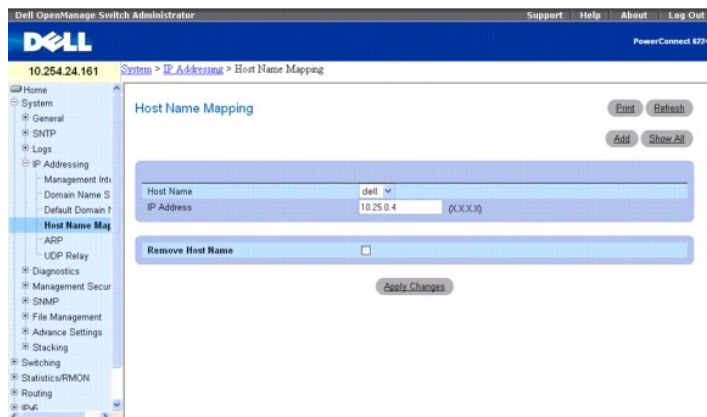 Dell OpenManage Switch Administrator
Support Help About Log Out
DELL
PowerConnect 6224
10.254.24.161
System > IP Addressing > Host Name Mapping
Home
System
General
SNTP
Logs
IP Addressing
Management Inte
Domain Name S
Default Domain N
Host Name Map
ARP
UDP Relay
Diagnostics
Management Secur
SNMP
File Management
Advance Settings
Stacking
Switching
Statistics/RMON
Routing
IPv6
Host Name Mapping
Print Refresh
Add Show All
Host Name dell
IP Address 10.25.0.4 (X.X.X.X)
Remove Host Name
Apply Changes